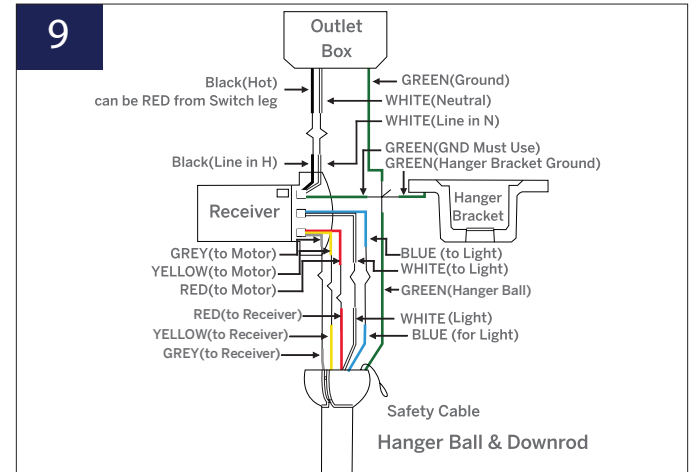 9
Outlet
Box
Black(Hot)
can be RED from Switch leg
GREEN(Ground)
WHITE(Neutral)
WHITE(Line in N)
GREEN(GND Must Use)
Black(Line in H)
GREEN(Hanger Bracket Ground)
Receiver
Hanger
Bracket
GREY(to Motor)
BLUE (to Light)
YELLOW(to Motor)
WHITE(to Light)
RED(to Motor)
GREEN(Hanger Ball)
RED(to Receiver)
WHITE (Light)
YELLOW(to Receiver)
BLUE (for Light)
GREY(to Receiver)
Safety Cable
Hanger Ball & Downrod